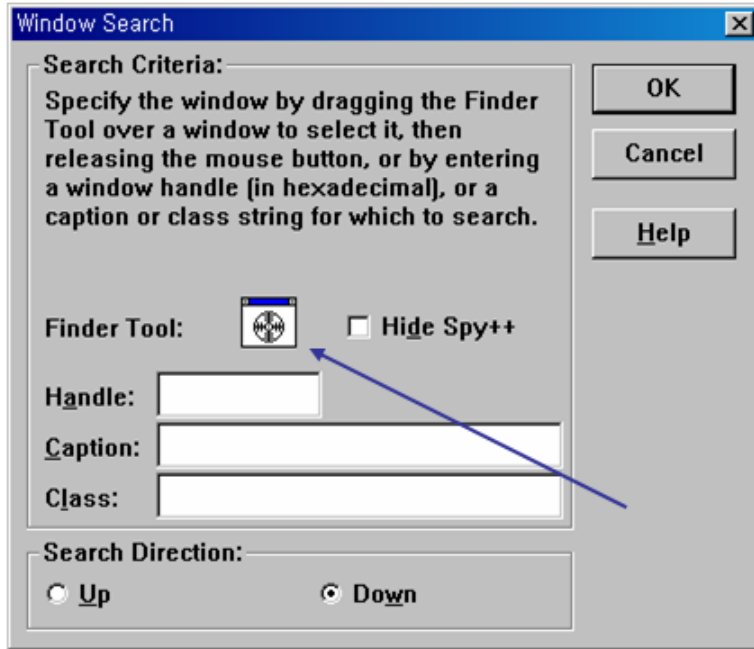 Window Search
Search Criteria:
Specify the window by dragging the Finder
Tool over a window to select it, then
releasing the mouse button, or by entering
a window handle (in hexadecimal), or a
caption or class string for which to search.
Finder Tool:
Hide Spy++
Handle:
Caption:
Class:
Search Direction:
Up
Down
OK
Cancel
Help